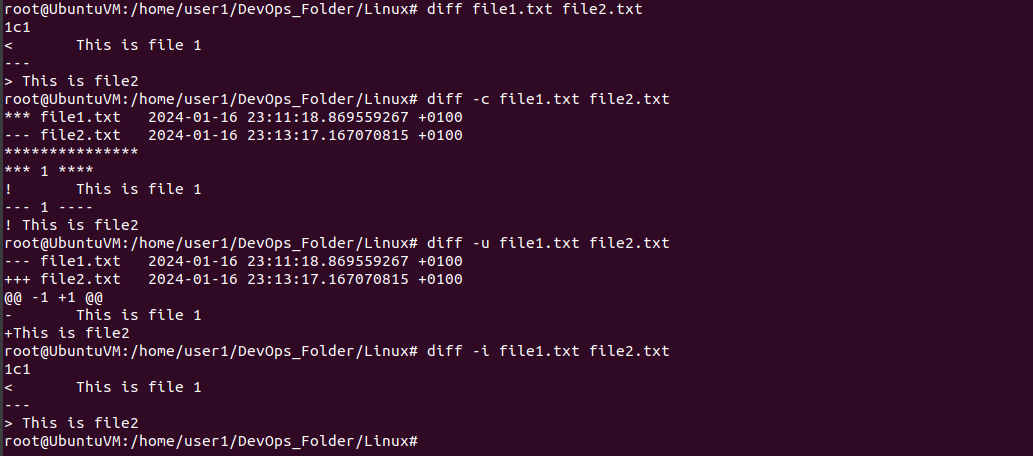 root@UbuntuVM:/home/user1/DevOps_Folder/Linux# diff file1.txt file2.txt
1c1
<       This is file 1
---
> This is file2
root@UbuntuVM:/home/user1/DevOps_Folder/Linux# diff -c file1.txt file2.txt
*** file1.txt   2024-01-16 23:11:18.869559267 +0100
--- file2.txt   2024-01-16 23:13:17.167070815 +0100
***************
*** 1 ****
!       This is file 1
--- 1 ----
! This is file2
root@UbuntuVM:/home/user1/DevOps_Folder/Linux# diff -u file1.txt file2.txt
--- file1.txt   2024-01-16 23:11:18.869559267 +0100
+++ file2.txt   2024-01-16 23:13:17.167070815 +0100
@@ -1 +1 @@
-       This is file 1
+This is file2
root@UbuntuVM:/home/user1/DevOps_Folder/Linux# diff -i file1.txt file2.txt
1c1
<       This is file 1
---
> This is file2
root@UbuntuVM:/home/user1/DevOps_Folder/Linux#